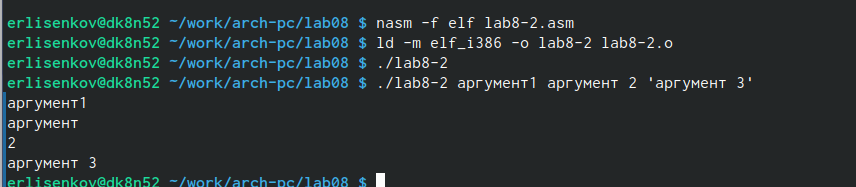 erlisenkov@dk8n52 ~/work/arch-pc/lab08 $ nasm -f elf lab8-2.asm
erlisenkov@dk8n52 ~/work/arch-pc/lab08 $ ld -m elf_i386 -o lab8-2 lab8-2.o
erlisenkov@dk8n52 ~/work/arch-pc/lab08 $ ./lab8-2
erlisenkov@dk8n52 ~/work/arch-pc/lab08 $ ./lab8-2 аргумент1 аргумент 2 'аргумент 3'
аргумент1
аргумент
2
аргумент 3
erlisenkov@dk8n52 ~/work/arch-pc/lab08 $